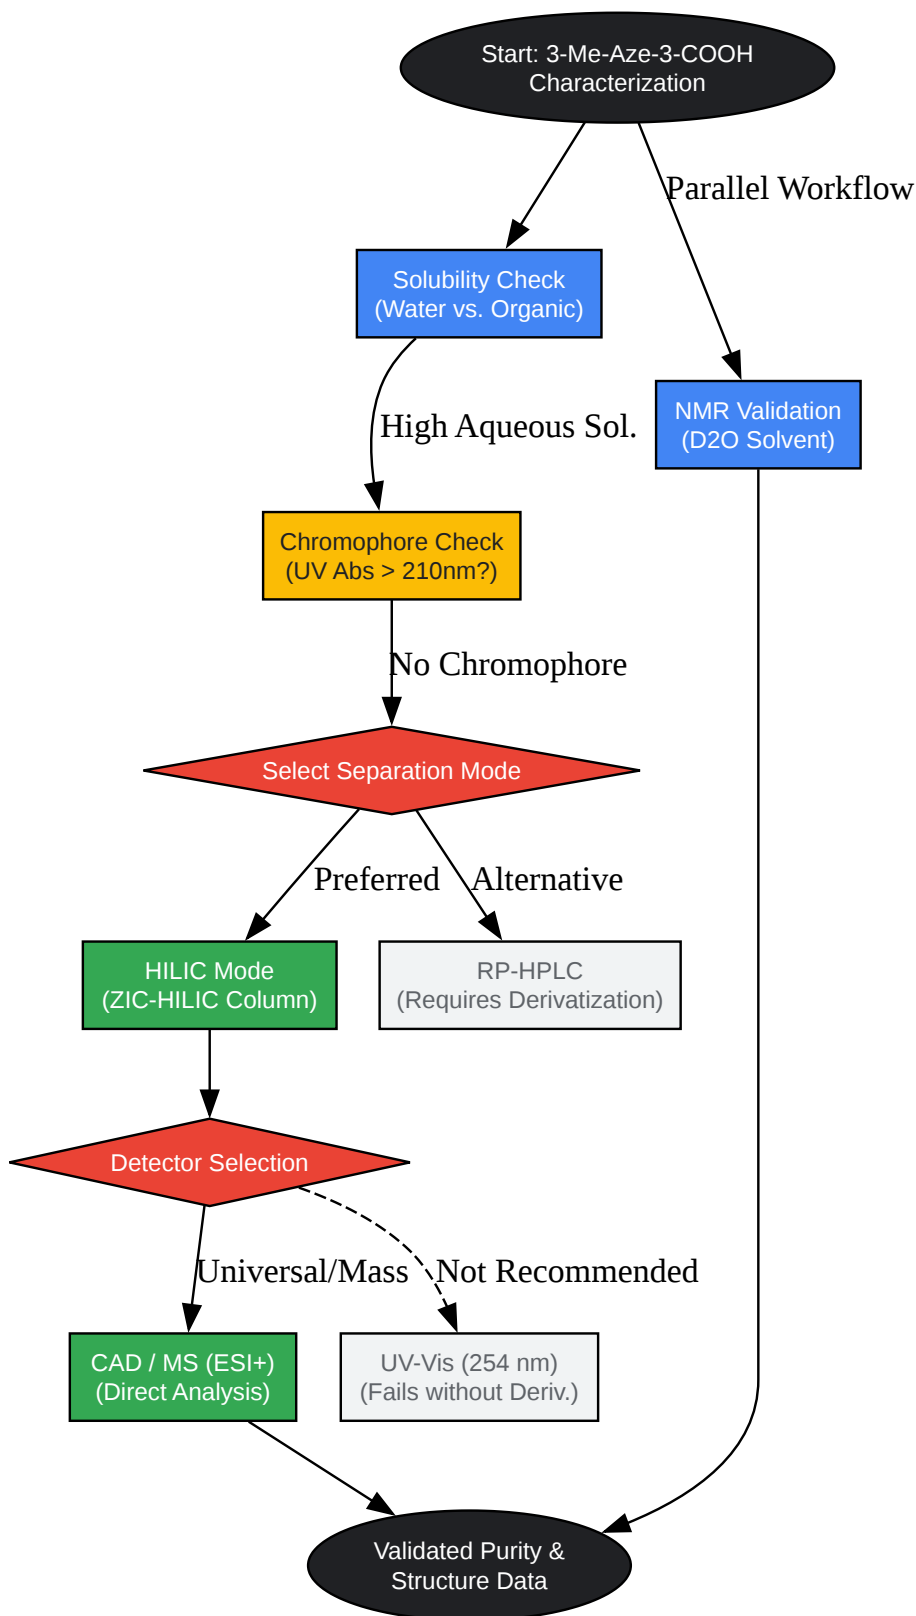 Start: 3-Me-Aze-3-COOH
Characterization
Parallel Workflow
Solubility Check
(Water vs. Organic)
NMR Validation
(D2O Solvent)
High Aqueous Sol.
Chromophore Check
(UV Abs > 210nm?)
No Chromophore
Select Separation Mode
Preferred
Alternative
HILIC Mode
(ZIC-HILIC Column)
RP-HPLC
(Requires Derivatization)
Detector Selection
Universal/Mass
Not Recommended
CAD / MS (ESI+)
(Direct Analysis)
UV-Vis (254 nm)
(Fails without Deriv.)
Validated Purity &
Structure Data